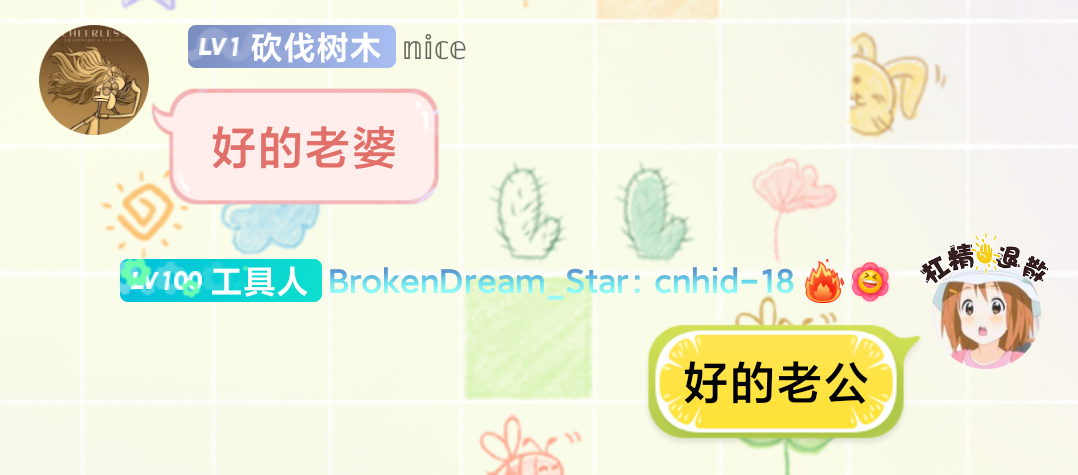 CHEERLESS
LV1 砍伐树木 nice
好的老婆
杠精退散
LV100 工具人 BrokenDream_Star: cnhid-18
好的老公